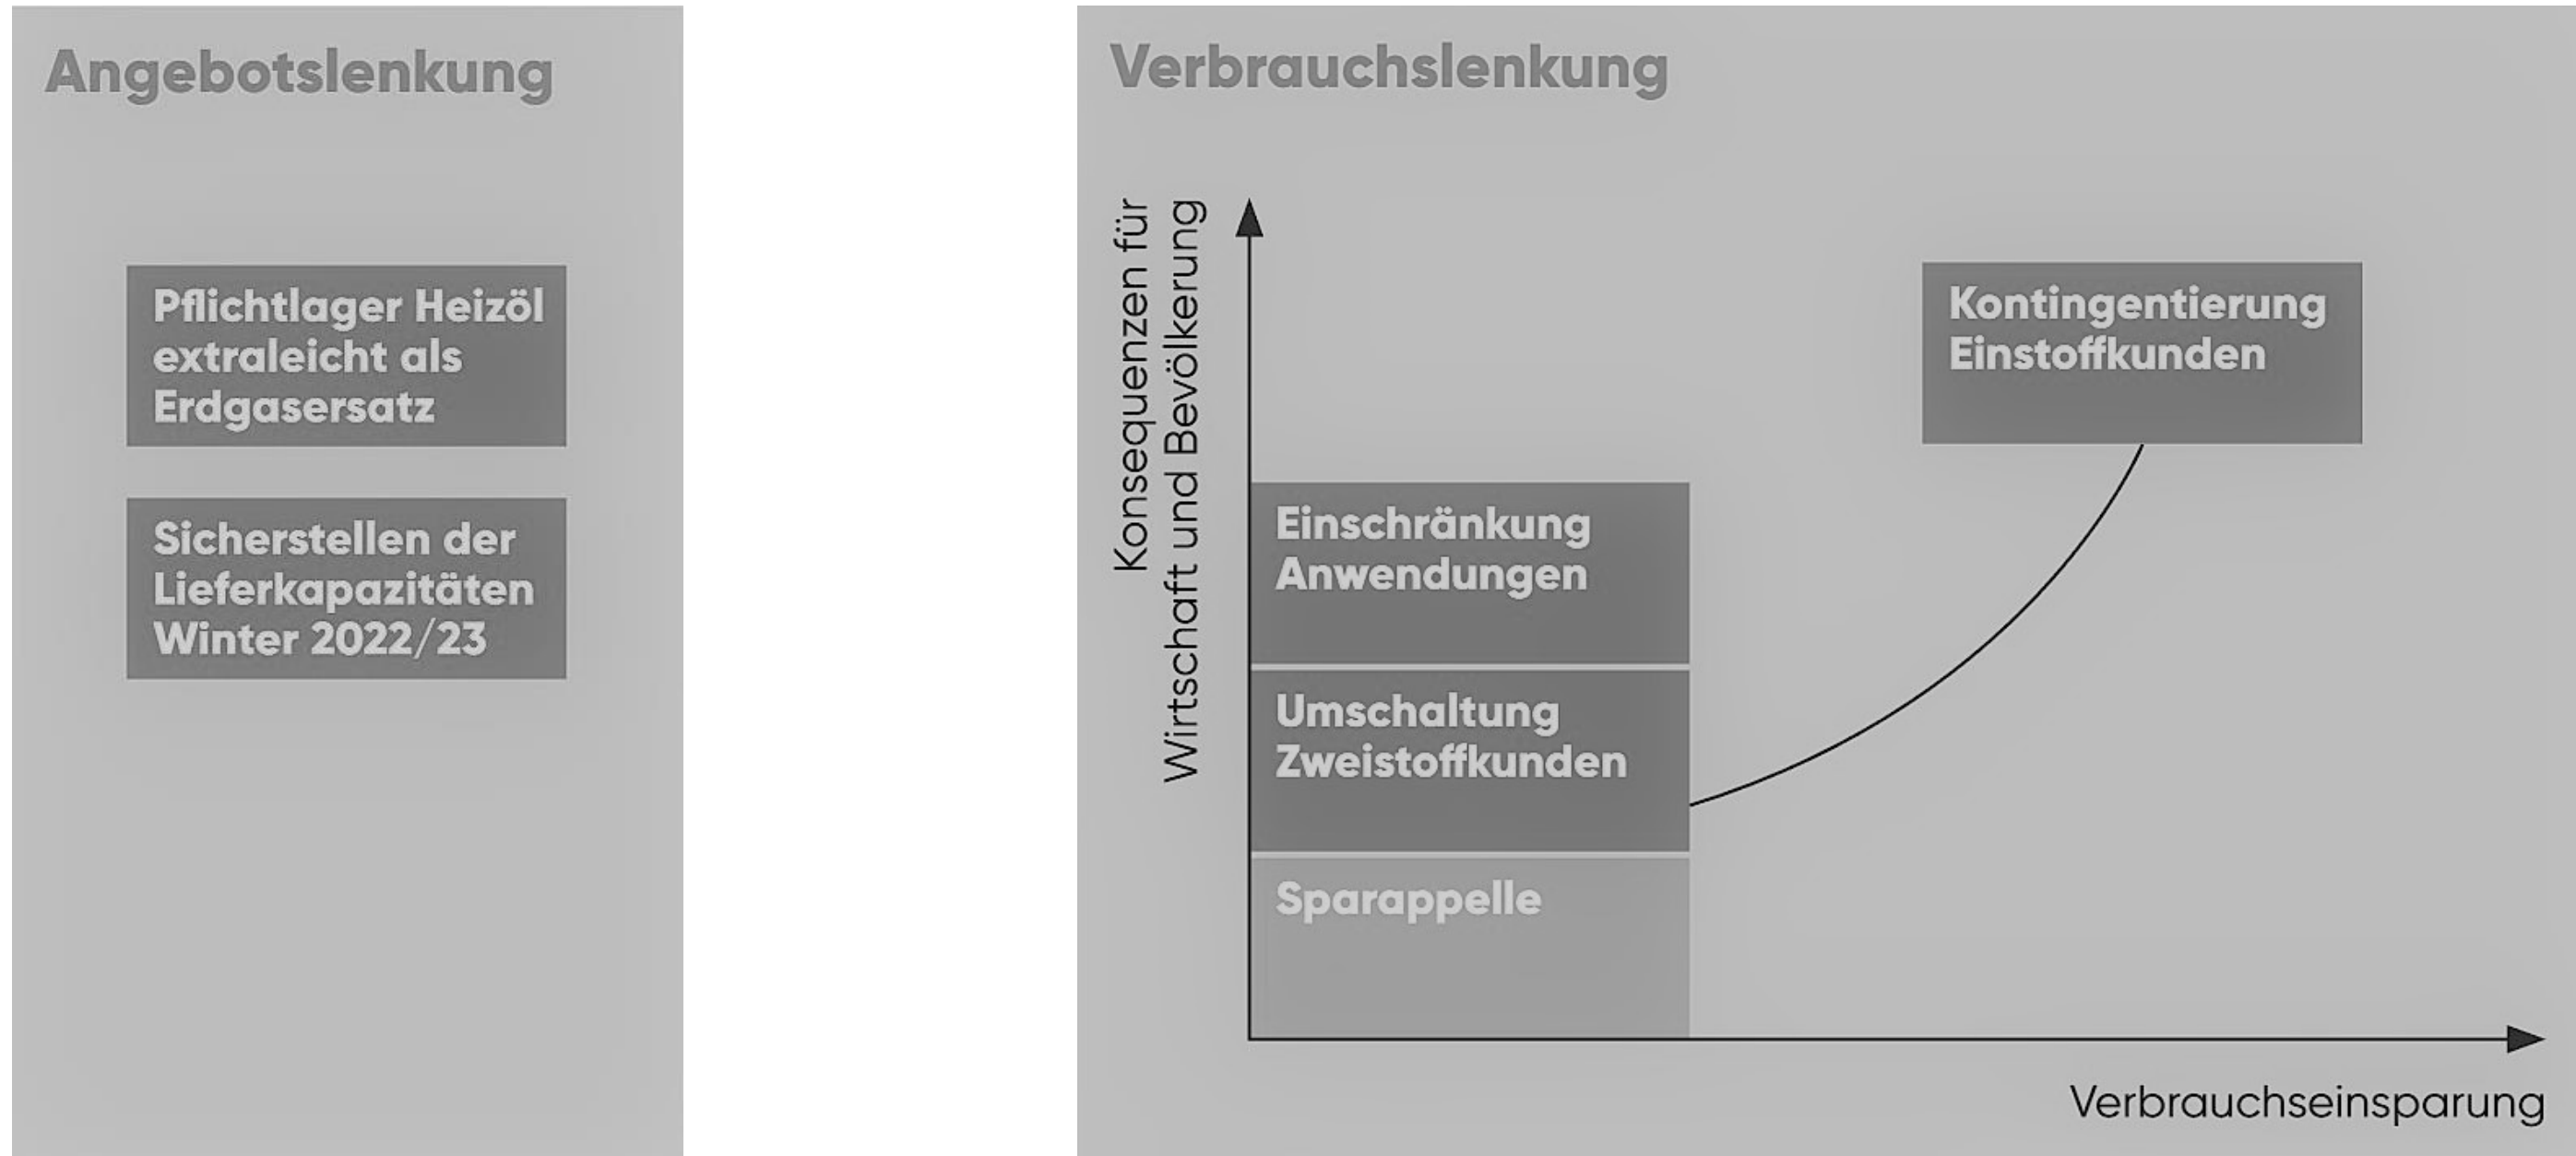 Angebotslenkung
Pflichtlager Heizöl
extraleicht als
Erdgasersatz
Sicherstellen der
Lieferkapazitäten
Winter 2022/23
Verbrauchslenkung
Konsequenzen für
Wirtschaft und Bevölkerung
Kontingentierung
Einstoffkunden
Einschränkung
Anwendungen
Umschaltung
Zweistoffkunden
Sparappelle
Verbrauchseinsparung